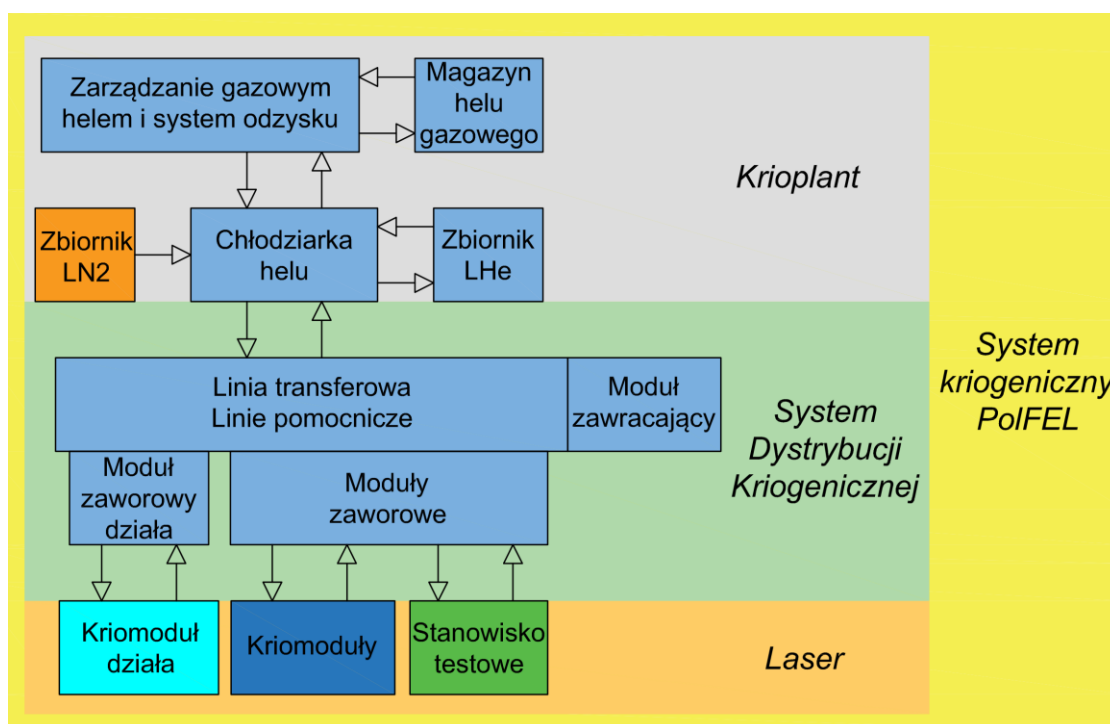 Zarządzanie gazowym
helem i system odzysku
Magazyn
helu
gazowego
Krioplant
Zbiornik
LN2
Chłodziarka
helu
Zbiornik
LHe
System
kriogeniczny
PolFEL
Linia transferowa
Linie pomocnicze
Moduł
zawracający
System
Dystrybucji
Kriogenicznej
Moduł
zaworowy
działa
Moduły
zaworowe
Kriomoduł
działa
Kriomoduły
Stanowisko
testowe
Laser